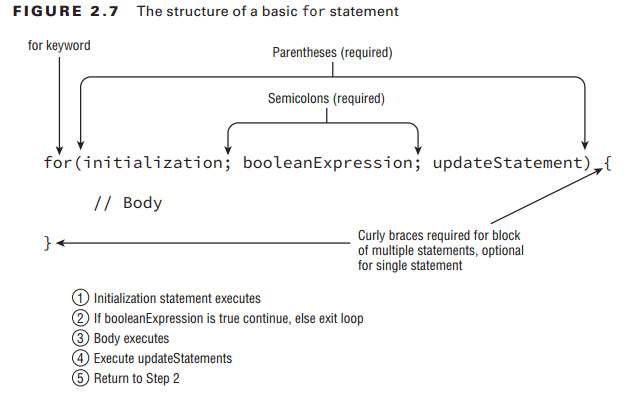 FIGURE 2.7 The structure of a basic for statement
for keyword
Parentheses (required)
Semicolons (required)
for(initialization; booleanExpression; updateStatement) {
// Body
}
Curly braces required for block
of multiple statements, optional
for single statement
① Initialization statement executes
② If booleanExpression is true continue, else exit loop
③ Body executes
④ Execute updateStatements
⑤ Return to Step 2